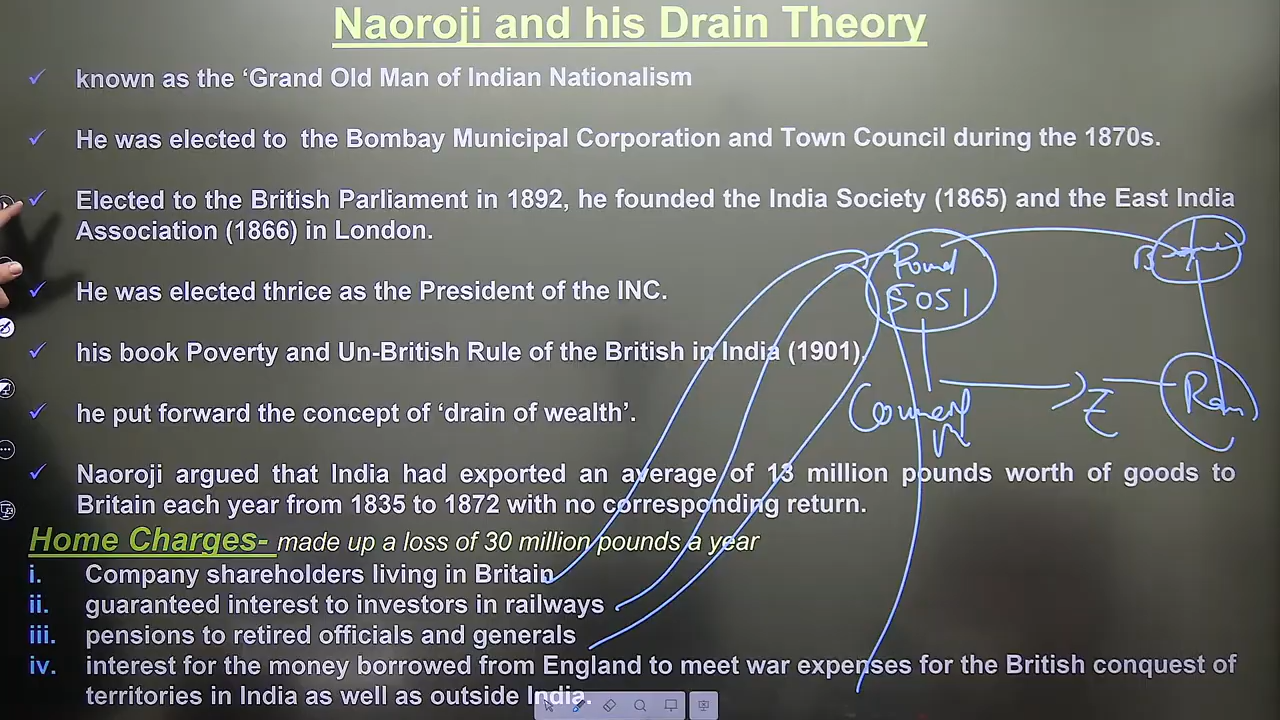 Naoroji and his Drain Theory
✓ known as the ‘Grand Old Man of Indian Nationalism
✓ He was elected to the Bombay Municipal Corporation and Town Council during the 1870s.
✓ Elected to the British Parliament in 1892, he founded the India Society (1865) and the East India
Association (1866) in London.
✓ He was elected thrice as the President of the INC.
✓ his book Poverty and Un-British Rule of the British in India (1901),
✓ he put forward the concept of ‘drain of wealth’.
✓ Naoroji argued that India had exported an average of 13 million pounds worth of goods to
Britain each year from 1835 to 1872 with no corresponding return.
Home Charges- made up a loss of 30 million pounds a year
i. Company shareholders living in Britain
ii. guaranteed interest to investors in railways
iii. pensions to retired officials and generals
iv. interest for the money borrowed from England to meet war expenses for the British conquest of
territories in India as well as outside India.